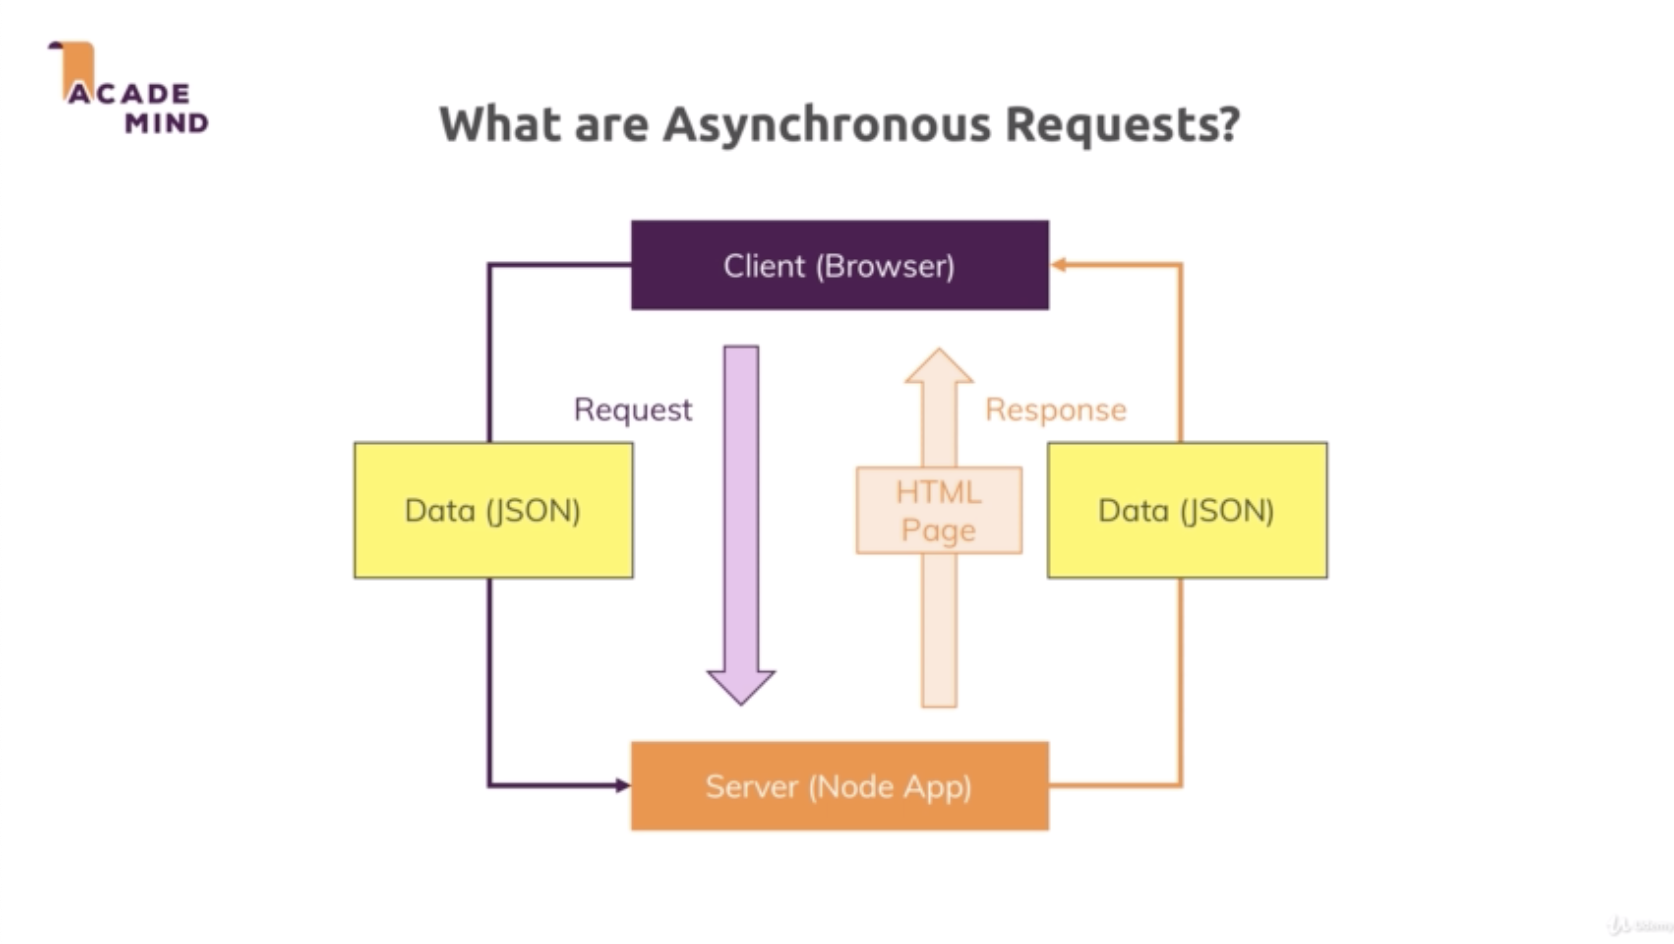 ACADE
MIND
What are Asynchronous Requests?
Client (Browser)
Request
Response
Data (JSON)
HTML
Page
Data (JSON)
Server (Node App)
Udemy